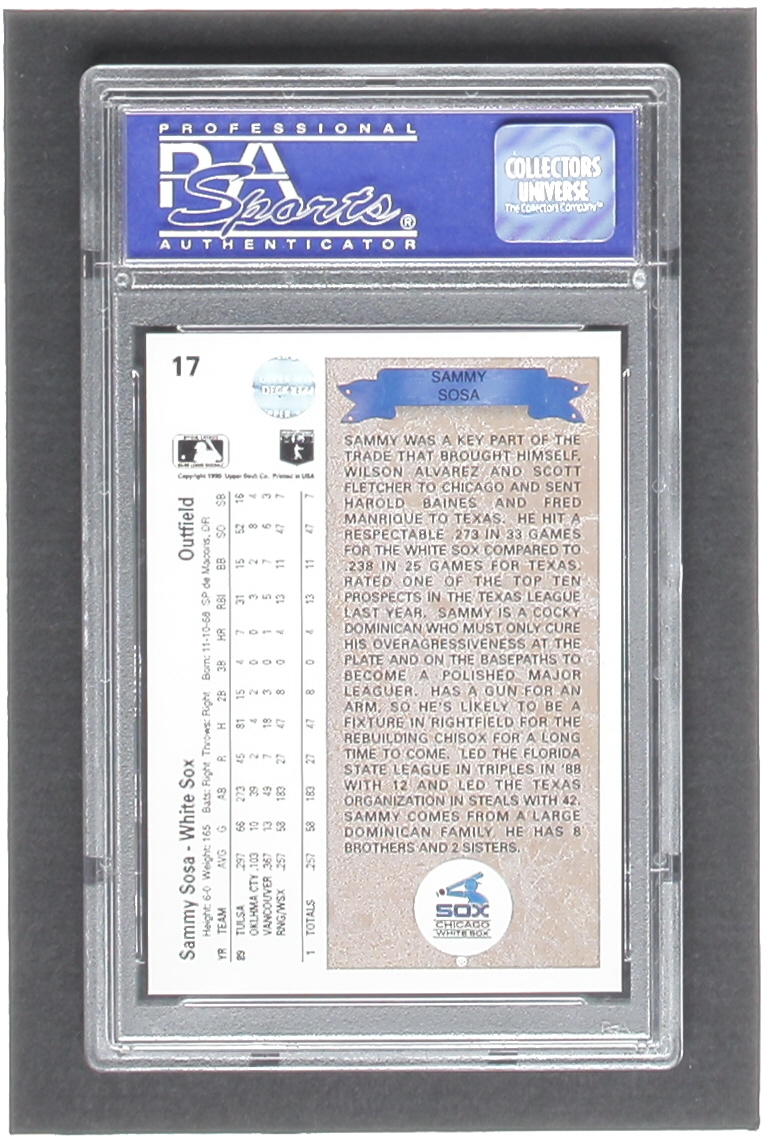 PROFESSIONAL
PSA
Sports®
AUTHENTICATOR
COLLECTORS
UNIVERSE
The Collectors Company™
17
Copyright 1990 Upper Deck Co. Printed in USA
Sammy Sosa - White Sox Outfield
Height: 6-0 Weight: 165 Bats: Right Throws: Right Born: 11-10-68 SP de Macoris, DR
YR TEAM AVG G AB R H 2B 3B HR RBI BB SO SB
89 TULSA .297 66 273 45 81 15 4 7 31 15 52 16
OKLHMA CTY .103 10 39 2 4 2 0 0 3 2 8 4
VANCOUVER .367 13 49 7 18 3 0 1 5 7 6 3
RNG/WSX .257 58 183 27 47 8 0 4 13 11 47 7
1 TOTALS .257 58 183 27 47 8 0 4 13 11 47 7
SAMMY
SOSA
SAMMY WAS A KEY PART OF THE
TRADE THAT BROUGHT HIMSELF,
WILSON ALVAREZ AND SCOTT
FLETCHER TO CHICAGO AND SENT
HAROLD BAINES AND FRED
MANRIQUE TO TEXAS. HE HIT A
RESPECTABLE .273 IN 33 GAMES
FOR THE WHITE SOX COMPARED TO
.238 IN 25 GAMES FOR TEXAS.
RATED ONE OF THE TOP TEN
PROSPECTS IN THE TEXAS LEAGUE
LAST YEAR. SAMMY IS A COCKY
DOMINICAN WHO MUST ONLY CURE
HIS OVERAGRESSIVENESS AT THE
PLATE AND ON THE BASEPATHS TO
BECOME A POLISHED MAJOR
LEAGUER. HAS A GUN FOR AN
ARM, SO HE'S LIKELY TO BE A
FIXTURE IN RIGHTFIELD FOR THE
REBUILDING CHISOX FOR A LONG
TIME TO COME. LED THE FLORIDA
STATE LEAGUE IN TRIPLES IN '88
WITH 12 AND LED THE TEXAS
ORGANIZATION IN STEALS WITH 42.
SAMMY COMES FROM A LARGE
DOMINICAN FAMILY. HE HAS 8
BROTHERS AND 2 SISTERS.
SOX
CHICAGO
WHITE SOX